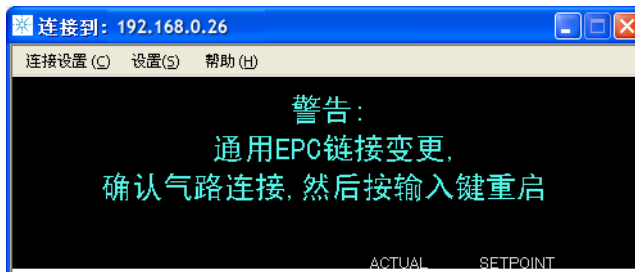 连接到：192.168.0.26
连接设置(C) 设置(S) 帮助(H)
警告:
通用EPC链接变更,
确认气路连接,然后按输入键重启
ACTUAL SETPOINT